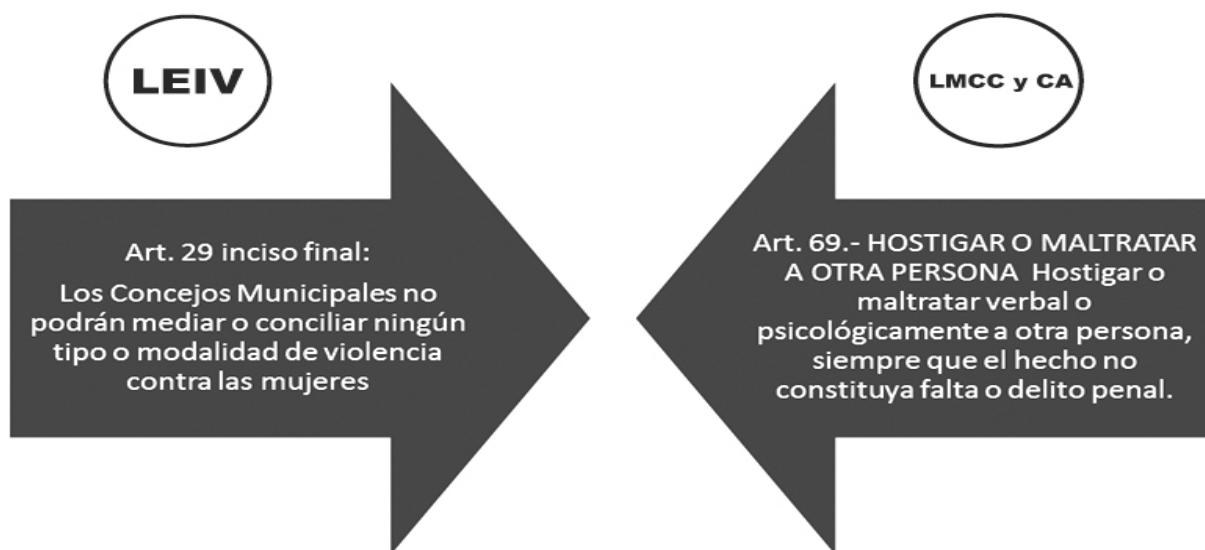 LEIV
Art. 29 inciso final:
Los Concejos Municipales no
podrán mediar o conciliar ningún
tipo o modalidad de violencia
contra las mujeres
LMCC y CA
Art. 69.- HOSTIGAR O MALTRATAR
A OTRA PERSONA Hostigar o
maltratar verbal o
psicológicamente a otra persona,
siempre que el hecho no
constituya falta o delito penal.